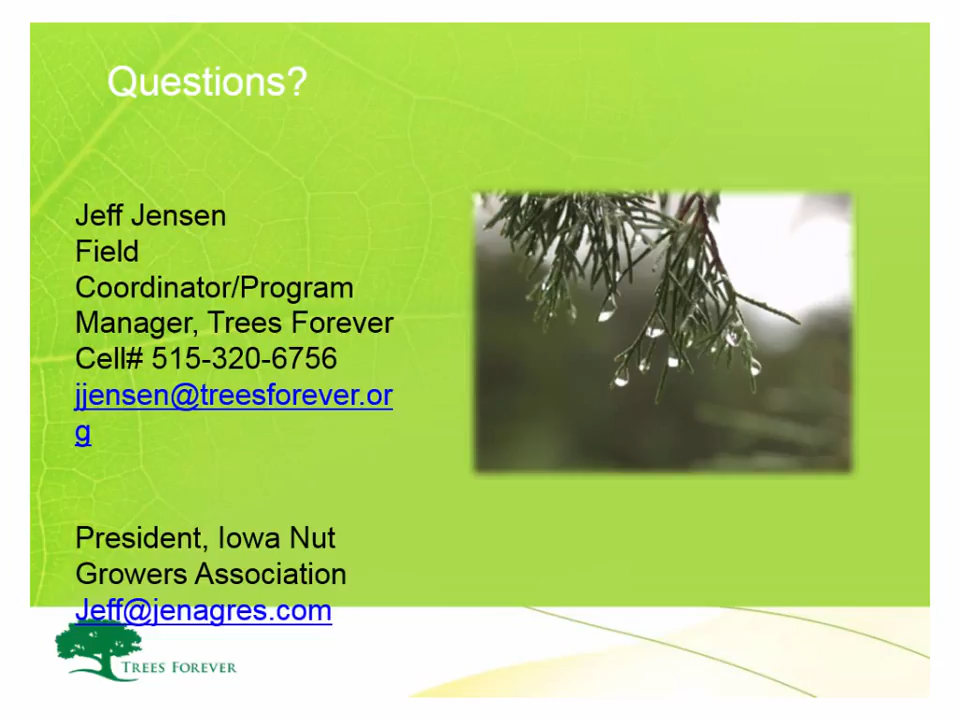 Questions?
Jeff Jensen
Field
Coordinator/Program
Manager, Trees Forever
Cell# 515-320-6756
jjensen@treesforever.or
g
President, Iowa Nut
Growers Association
Jeff@jenagres.com
TREES FOREVER